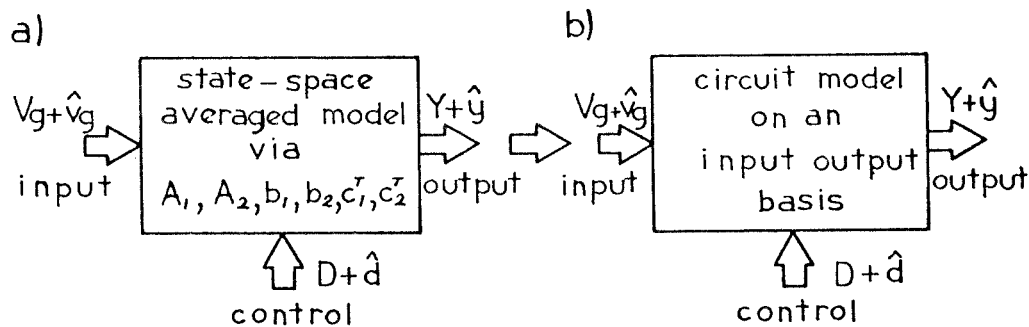 a)
Vg+v̂g
input
state-space
averaged model
via
A₁, A₂, b₁, b₂, c₁ᵀ, c₂ᵀ
Y+ŷ
output
D+d̂
control
b)
Vg+v̂g
input
circuit model
on an
input output
basis
Y+ŷ
output
D+d̂
control